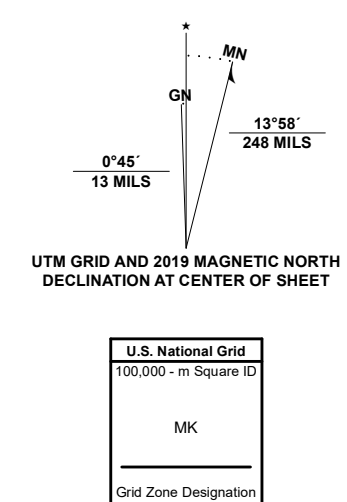 ★
MN
GN
13°58´
248 MILS
0°45´
13 MILS
UTM GRID AND 2019 MAGNETIC NORTH
DECLINATION AT CENTER OF SHEET
U.S. National Grid
100,000 - m Square ID
MK
Grid Zone Designation